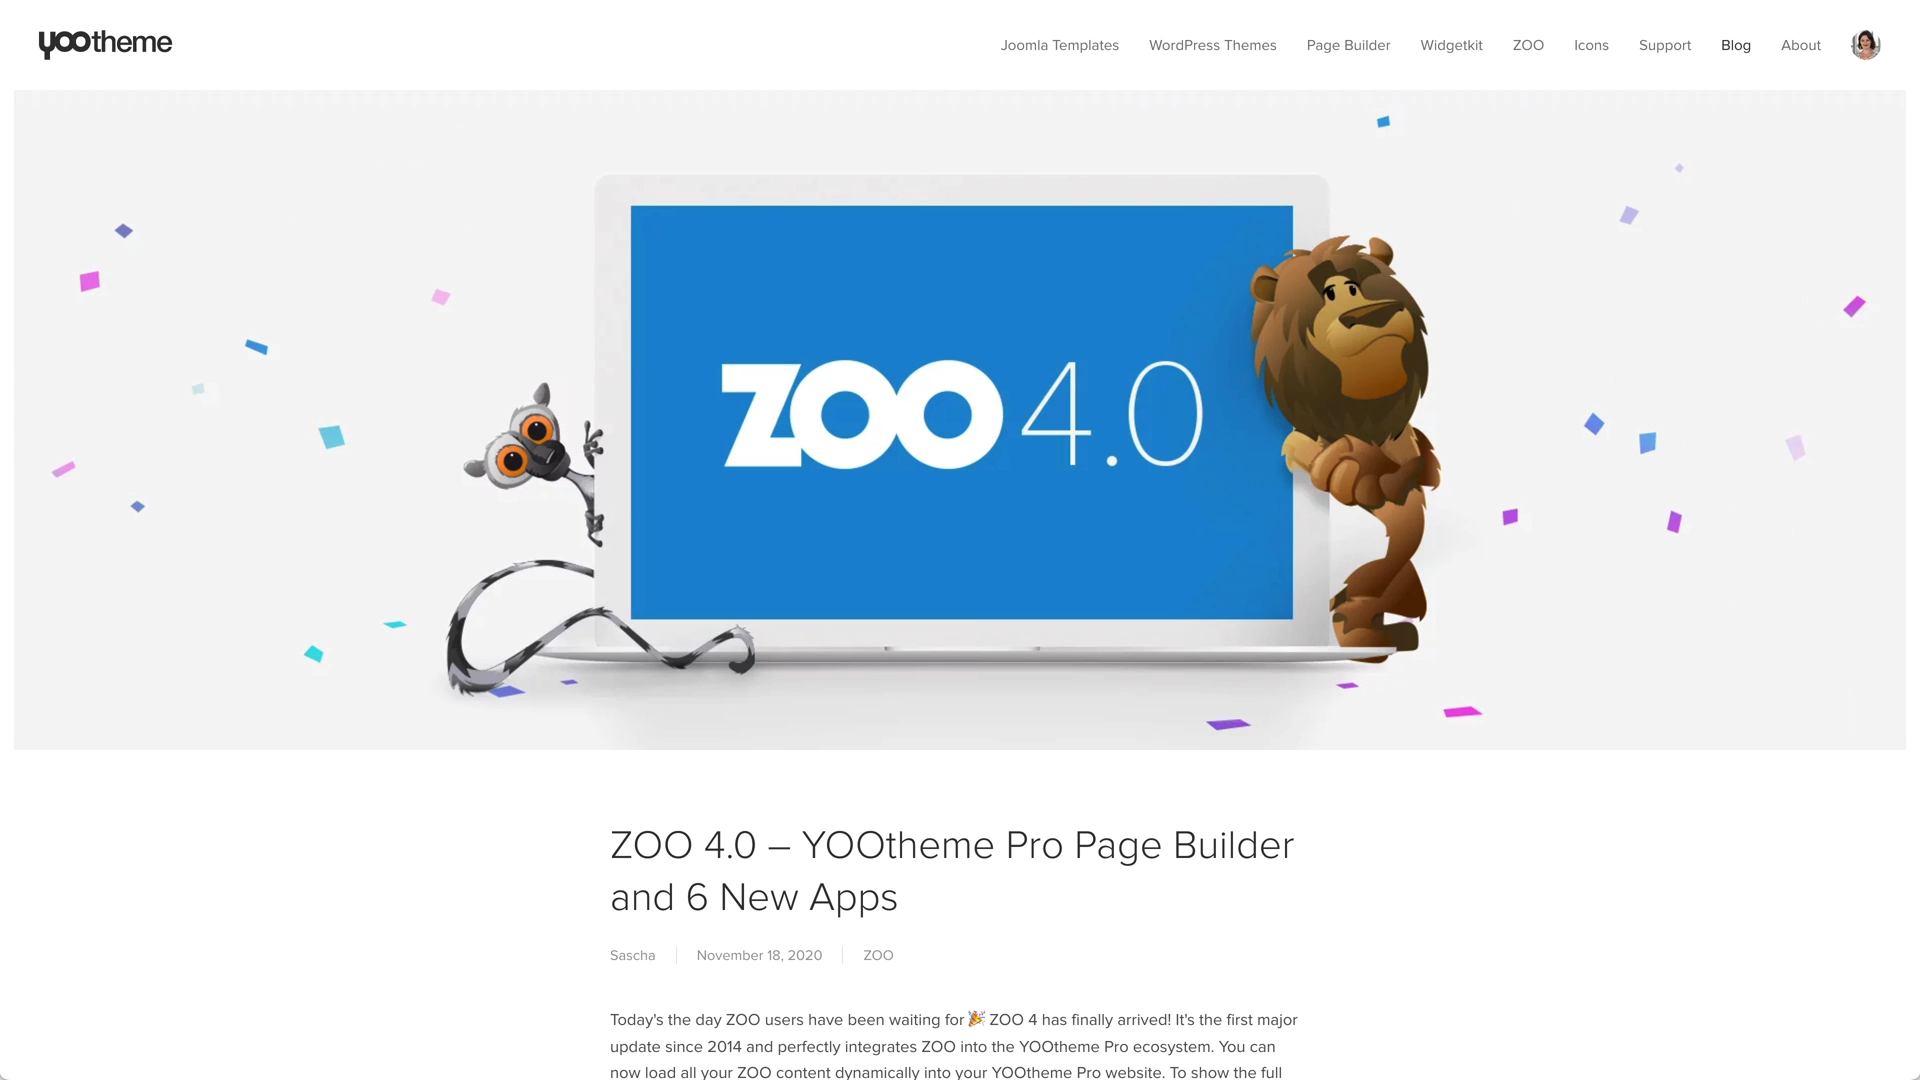 yootheme
Joomla Templates WordPress Themes Page Builder Widgetkit ZOO Icons Support Blog About
ZOO 4.0
ZOO 4.0 – YOOtheme Pro Page Builder
and 6 New Apps
Sascha November 18, 2020 ZOO
Today's the day ZOO users have been waiting for 🎉 ZOO 4 has finally arrived! It's the first major
update since 2014 and perfectly integrates ZOO into the YOOtheme Pro ecosystem. You can
now load all your ZOO content dynamically into your YOOtheme Pro website. To show the full